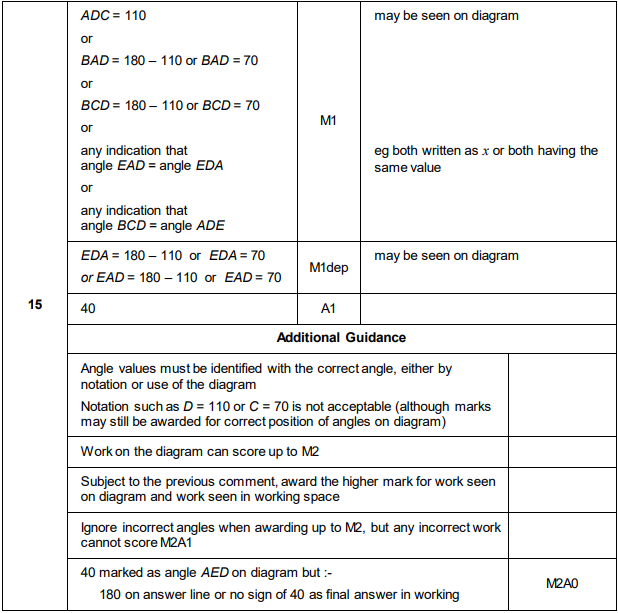 ADC = 110
may be seen on diagram
or
BAD = 180 – 110 or BAD = 70
or
BCD = 180 – 110 or BCD = 70
or
M1
any indication that
angle EAD = angle EDA
eg both written as x or both having the
same value
or
any indication that
angle BCD = angle ADE
EDA = 180 – 110 or EDA = 70
or EAD = 180 – 110 or EAD = 70
M1dep
may be seen on diagram
15
40
A1
Additional Guidance
Angle values must be identified with the correct angle, either by
notation or use of the diagram
Notation such as D = 110 or C = 70 is not acceptable (although marks
may still be awarded for correct position of angles on diagram)
Work on the diagram can score up to M2
Subject to the previous comment, award the higher mark for work seen
on diagram and work seen in working space
Ignore incorrect angles when awarding up to M2, but any incorrect work
cannot score M2A1
40 marked as angle AED on diagram but :-
180 on answer line or no sign of 40 as final answer in working
M2A0